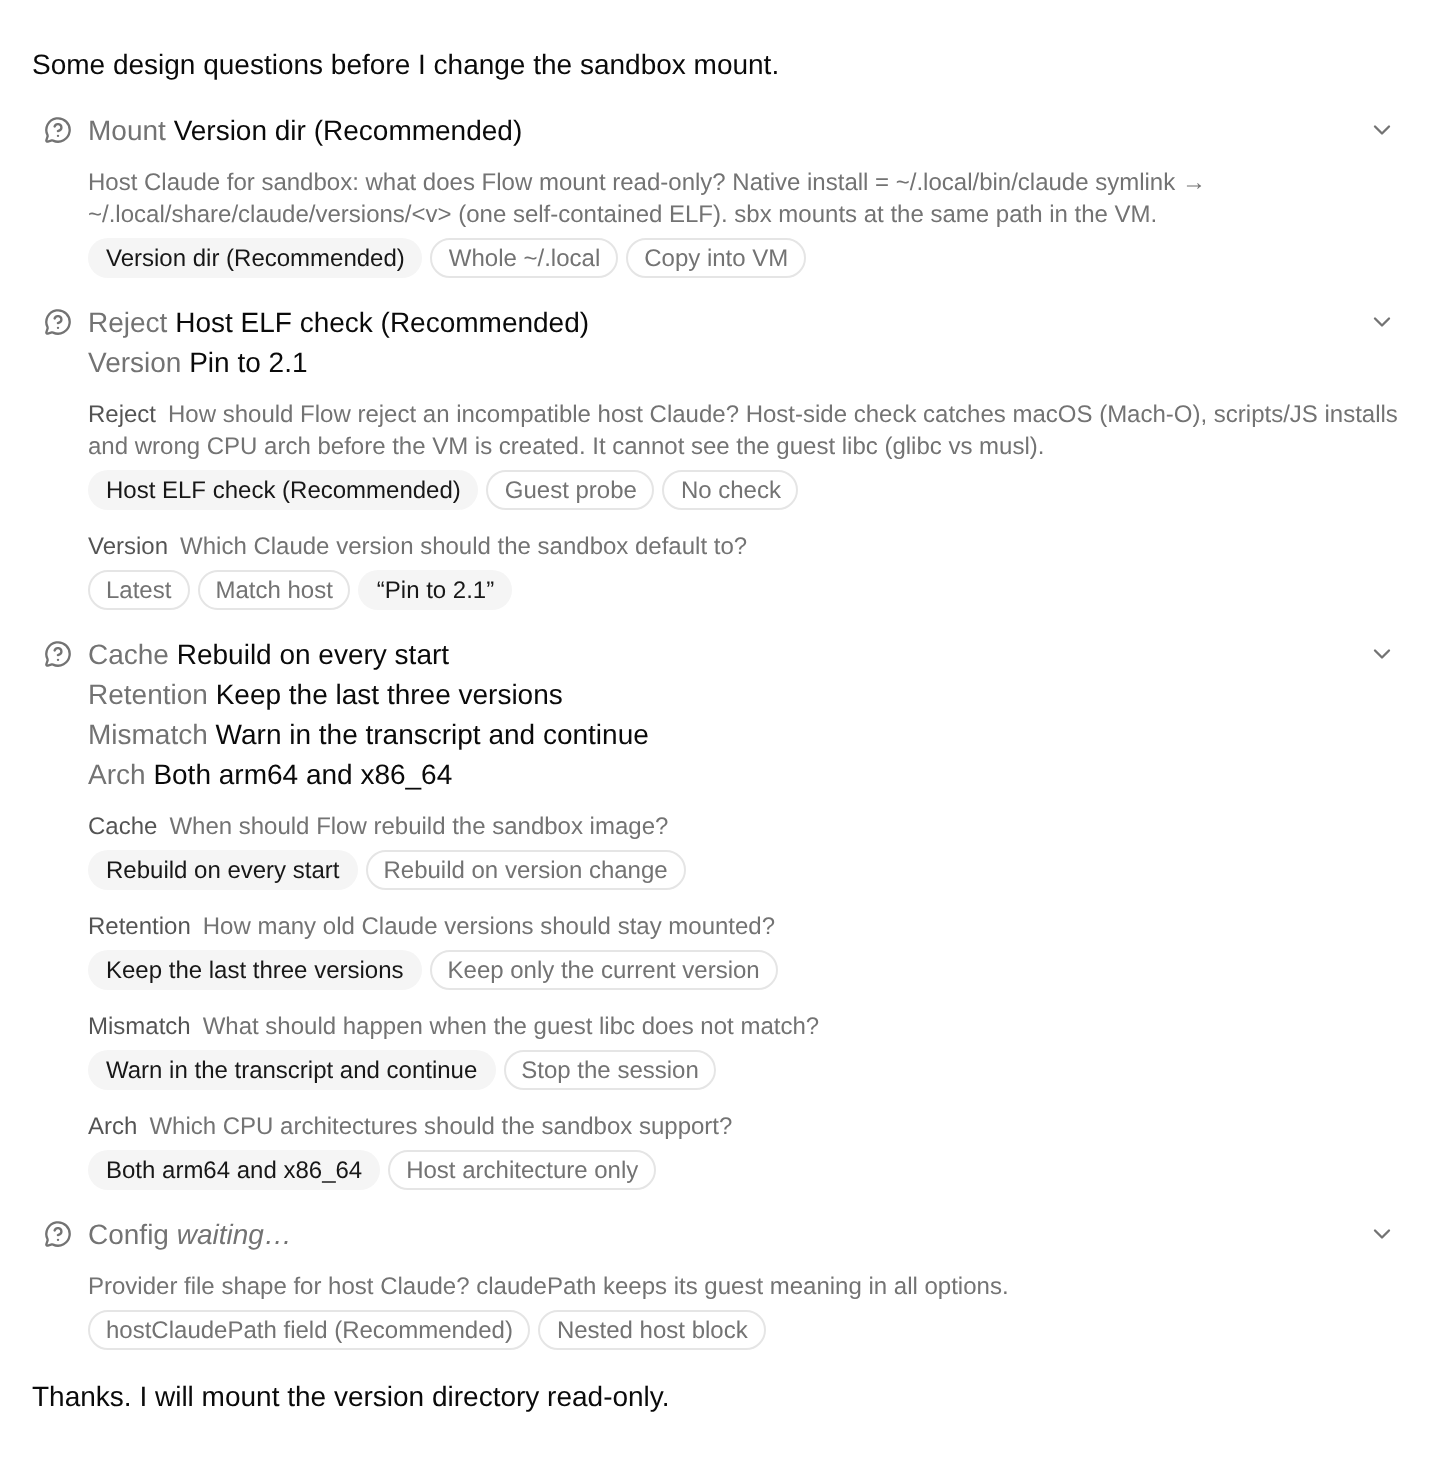 Some design questions before I change the sandbox mount.
Mount Version dir (Recommended)
Host Claude for sandbox: what does Flow mount read-only? Native install = ~/.local/bin/claude symlink →
~/.local/share/claude/versions/<v> (one self-contained ELF). sbx mounts at the same path in the VM.
Version dir (Recommended) Whole ~/.local Copy into VM
Reject Host ELF check (Recommended)
Version Pin to 2.1
Reject How should Flow reject an incompatible host Claude? Host-side check catches macOS (Mach-O), scripts/JS installs
and wrong CPU arch before the VM is created. It cannot see the guest libc (glibc vs musl).
Host ELF check (Recommended) Guest probe No check
Version Which Claude version should the sandbox default to?
Latest Match host “Pin to 2.1”
Cache Rebuild on every start
Retention Keep the last three versions
Mismatch Warn in the transcript and continue
Arch Both arm64 and x86_64
Cache When should Flow rebuild the sandbox image?
Rebuild on every start Rebuild on version change
Retention How many old Claude versions should stay mounted?
Keep the last three versions Keep only the current version
Mismatch What should happen when the guest libc does not match?
Warn in the transcript and continue Stop the session
Arch Which CPU architectures should the sandbox support?
Both arm64 and x86_64 Host architecture only
Config waiting…
Provider file shape for host Claude? claudePath keeps its guest meaning in all options.
hostClaudePath field (Recommended) Nested host block
Thanks. I will mount the version directory read-only.